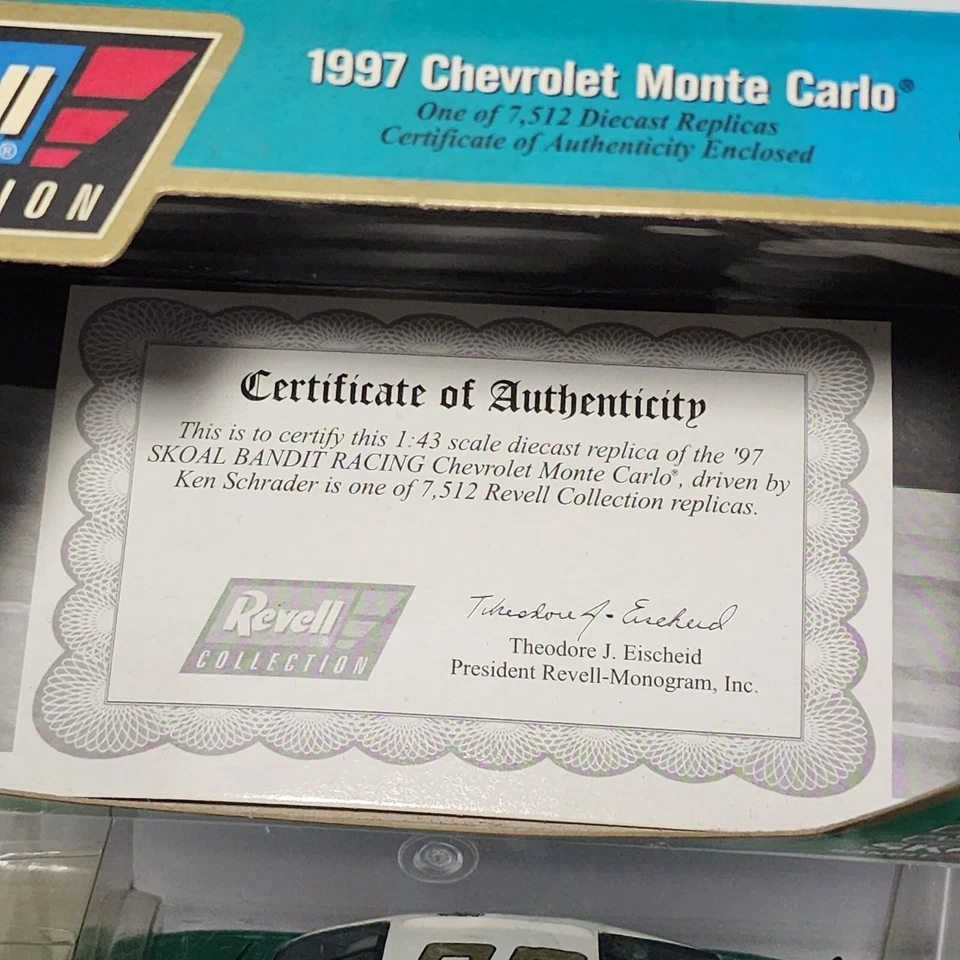 ll
®
ION
1997 Chevrolet Monte Carlo®
One of 7,512 Diecast Replicas
Certificate of Authenticity Enclosed
Certificate of Authenticity
This is to certify this 1:43 scale diecast replica of the '97
SKOAL BANDIT RACING Chevrolet Monte Carlo®, driven by
Ken Schrader is one of 7,512 Revell Collection replicas.
Revell
COLLECTION
Theodore J. Eischeid
Theodore J. Eischeid
President Revell-Monogram, Inc.